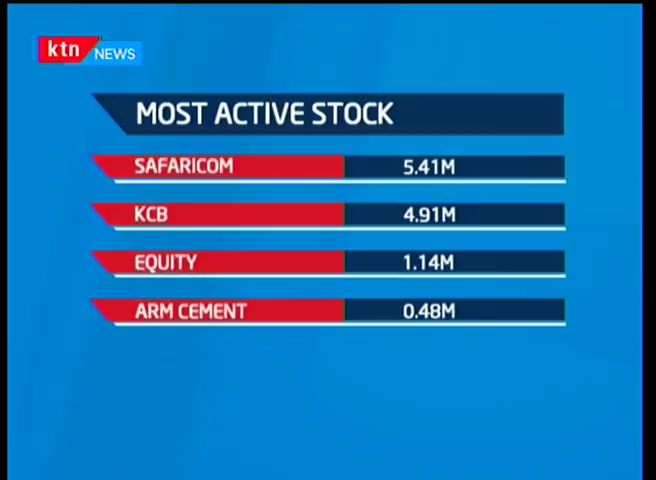 ktn NEWS
MOST ACTIVE STOCK
SAFARICOM 5.41M
KCB 4.91M
EQUITY 1.14M
ARM CEMENT 0.48M